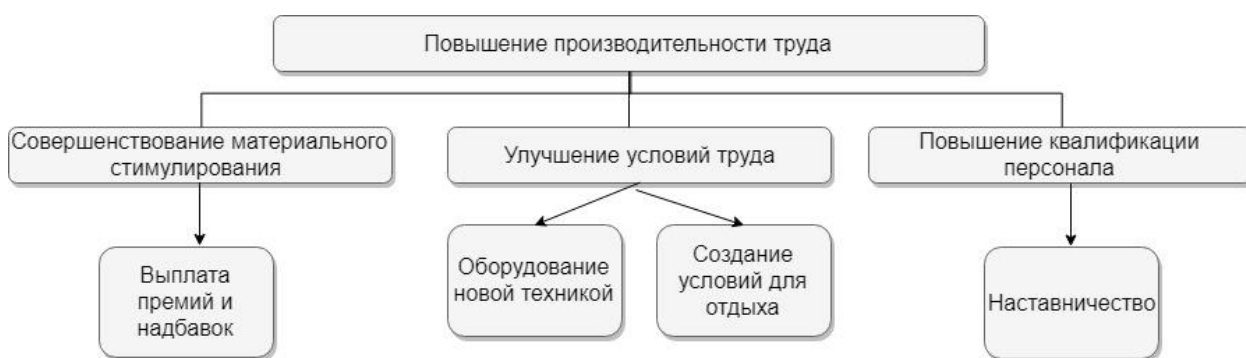 Повышение производительности труда
Совершенствование материального
стимулирования
Улучшение условий труда
Повышение квалификации
персонала
Выплата
премий и
надбавок
Оборудование
новой техникой
Создание
условий для
отдыха
Наставничество